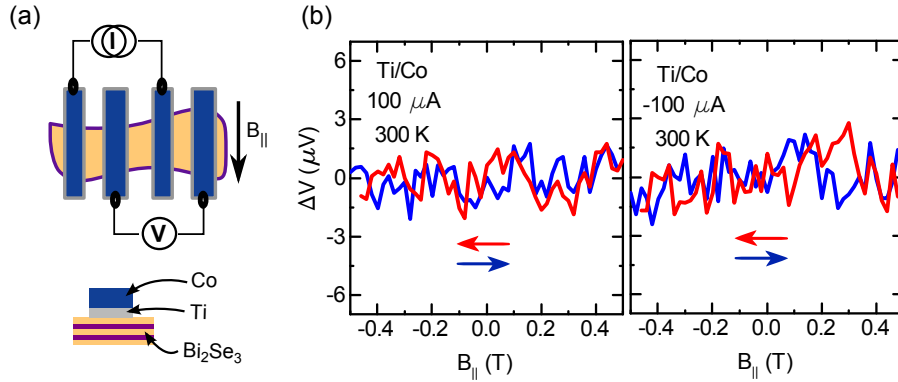 (a)
I
B||
V
Co
Ti
Bi2Se3
(b)
ΔV (μV)
6
3
0
-3
-6
Ti/Co
100 μA
300 K
-0.4 -0.2 0.0 0.2 0.4
B|| (T)
Ti/Co
-100 μA
300 K
-0.4 -0.2 0.0 0.2 0.4
B|| (T)